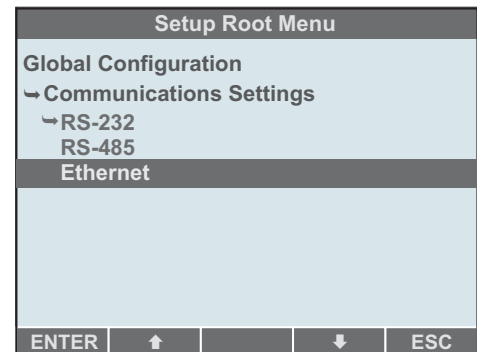 Setup Root Menu
Global Configuration
➥Communications Settings
➥RS-232
RS-485
Ethernet
ENTER ⬆ ⬇ ESC